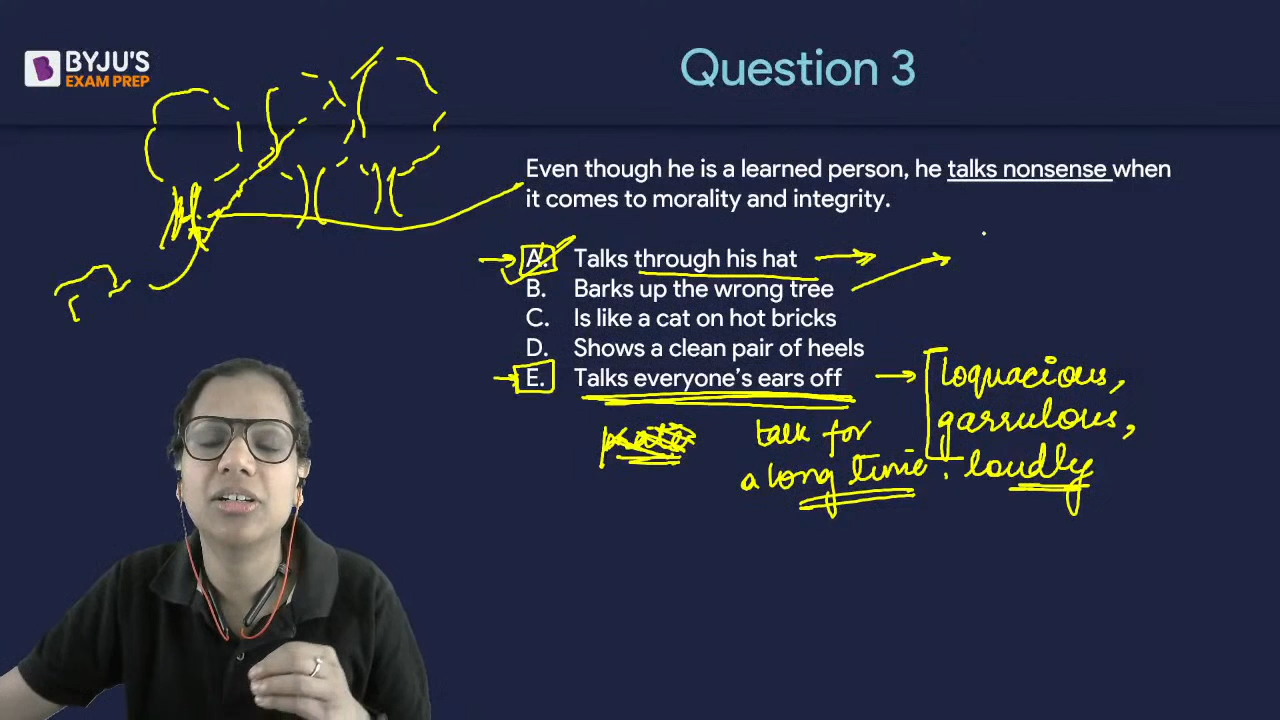 BYJU'S
EXAM PREP
Question 3
Even though he is a learned person, he talks nonsense when
it comes to morality and integrity.
A. Talks through his hat
B. Barks up the wrong tree
C. Is like a cat on hot bricks
D. Shows a clean pair of heels
E. Talks everyone's ears off
loquacious,
garrulous,
talk for
a long time. loudly